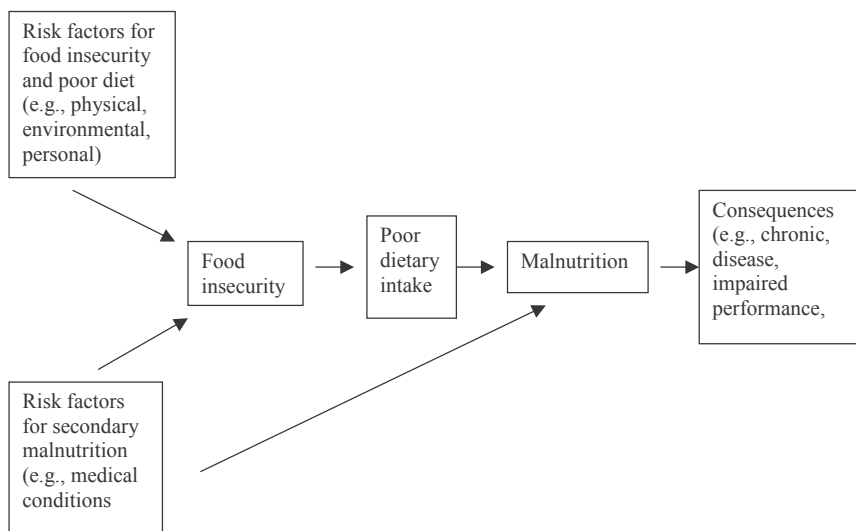 Risk factors for
food insecurity
and poor diet
(e.g., physical,
environmental,
personal)
Food
insecurity
Poor
dietary
intake
Malnutrition
Consequences
(e.g., chronic,
disease,
impaired
performance,
Risk factors
for secondary
malnutrition
(e.g., medical
conditions